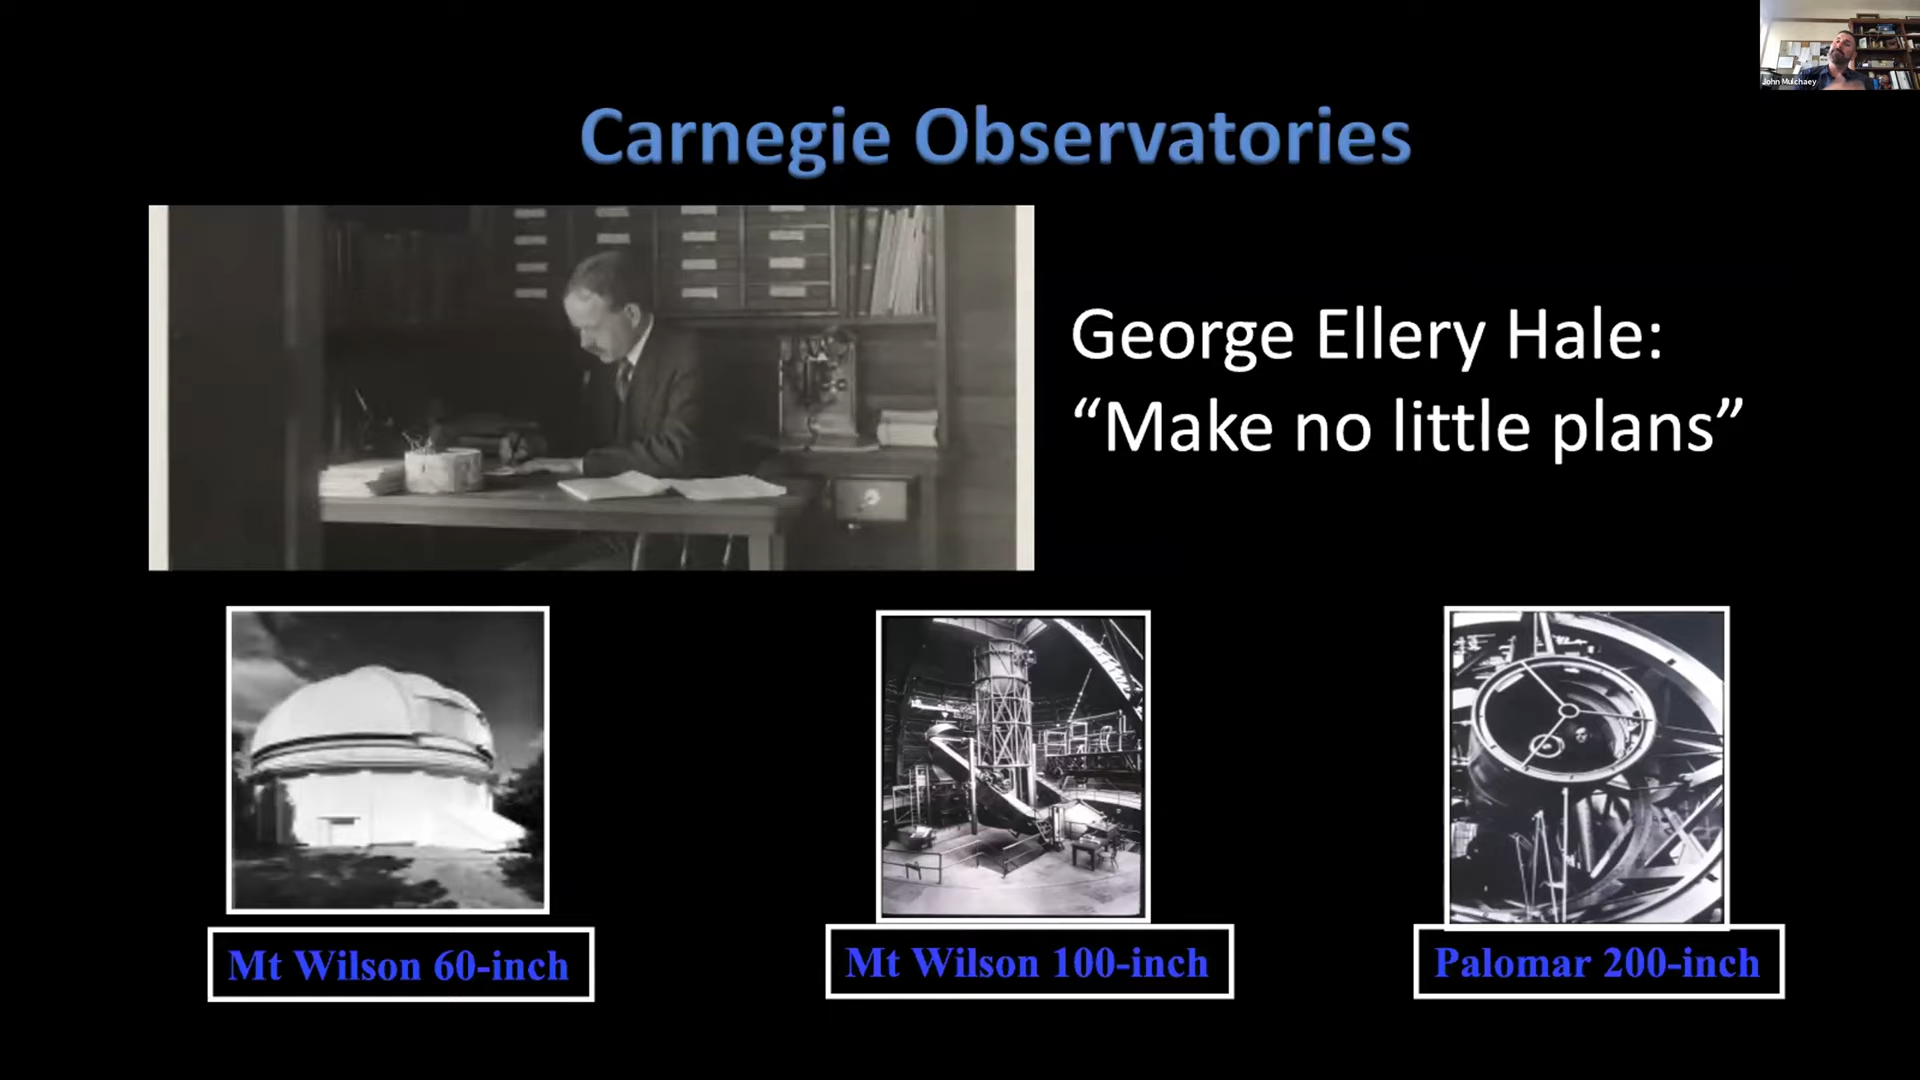 John Mulchaey
Carnegie Observatories
George Ellery Hale:
“Make no little plans”
Mt Wilson 60-inch
Mt Wilson 100-inch
Palomar 200-inch